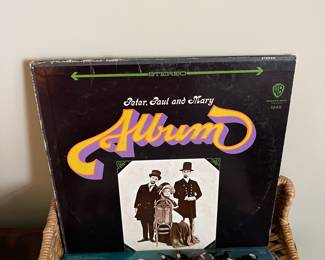 STEREO
Peter, Paul and Mary
Album